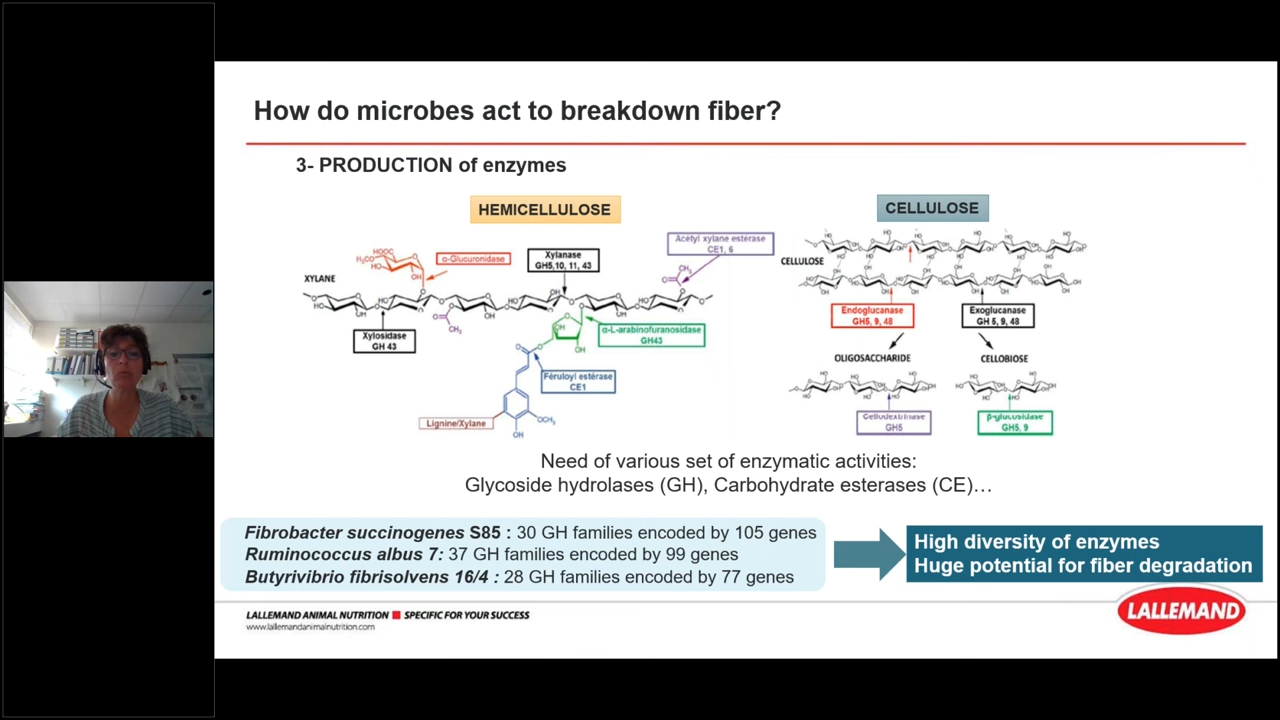 How do microbes act to breakdown fiber?
3- PRODUCTION of enzymes
HEMICELLULOSE
CELLULOSE
XYLANE
α-Glucuronidase
Xylanase
GH5,10, 11, 43
Acétyl xylane estérase
CE1, 6
Xylosidase
GH 43
α-L-arabinofuranosidase
GH43
Féruloyl estérase
CE1
Lignine/Xylane
CELLULOSE
Endoglucanase
GH5, 9, 48
Exoglucanase
GH 5, 9, 48
OLIGOSACCHARIDE
CELLOBIOSE
Cellodextrinase
GH5
β-glucosidase
GH5, 9
Need of various set of enzymatic activities:
Glycoside hydrolases (GH), Carbohydrate esterases (CE)…
Fibrobacter succinogenes S85 : 30 GH families encoded by 105 genes
Ruminococcus albus 7: 37 GH families encoded by 99 genes
Butyrivibrio fibrisolvens 16/4 : 28 GH families encoded by 77 genes
High diversity of enzymes
Huge potential for fiber degradation
LALLEMAND ANIMAL NUTRITION SPECIFIC FOR YOUR SUCCESS
www.lallemandanimalnutrition.com
LALLEMAND